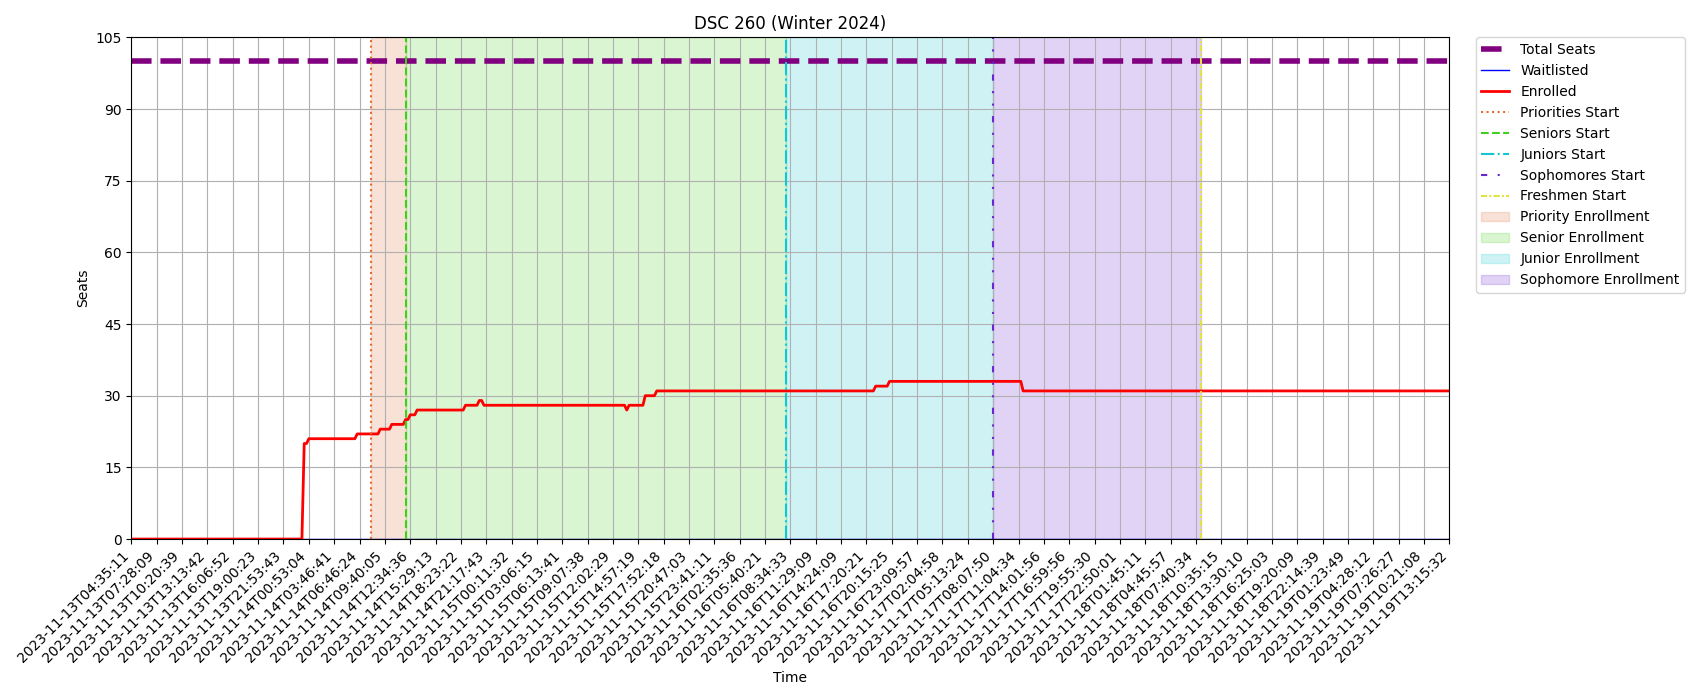 DSC 260 (Winter 2024)
105
90
75
60
45
30
15
0
Seats
2023-11-13T04:35:11
2023-11-13T07:28:09
2023-11-13T10:20:39
2023-11-13T13:13:42
2023-11-13T16:06:52
2023-11-13T19:00:23
2023-11-13T21:53:43
2023-11-14T00:53:04
2023-11-14T03:46:41
2023-11-14T06:46:24
2023-11-14T09:40:05
2023-11-14T12:34:36
2023-11-14T15:29:13
2023-11-14T18:23:22
2023-11-14T21:17:43
2023-11-15T00:11:32
2023-11-15T03:06:15
2023-11-15T06:13:41
2023-11-15T09:07:38
2023-11-15T12:02:29
2023-11-15T14:57:19
2023-11-15T17:52:18
2023-11-15T20:47:03
2023-11-15T23:41:11
2023-11-16T02:35:36
2023-11-16T05:40:21
2023-11-16T08:34:33
2023-11-16T11:29:09
2023-11-16T14:24:09
2023-11-16T17:20:21
2023-11-16T20:15:25
2023-11-16T23:09:57
2023-11-17T02:04:58
2023-11-17T05:13:24
2023-11-17T08:07:50
2023-11-17T11:04:34
2023-11-17T14:01:56
2023-11-17T16:59:56
2023-11-17T19:55:30
2023-11-17T22:50:01
2023-11-18T01:45:11
2023-11-18T04:45:57
2023-11-18T07:40:34
2023-11-18T10:35:15
2023-11-18T13:30:10
2023-11-18T16:25:03
2023-11-18T19:20:09
2023-11-18T22:14:39
2023-11-19T01:23:49
2023-11-19T04:28:12
2023-11-19T07:26:27
2023-11-19T10:21:08
2023-11-19T13:15:32
Time
Total Seats
Waitlisted
Enrolled
Priorities Start
Seniors Start
Juniors Start
Sophomores Start
Freshmen Start
Priority Enrollment
Senior Enrollment
Junior Enrollment
Sophomore Enrollment